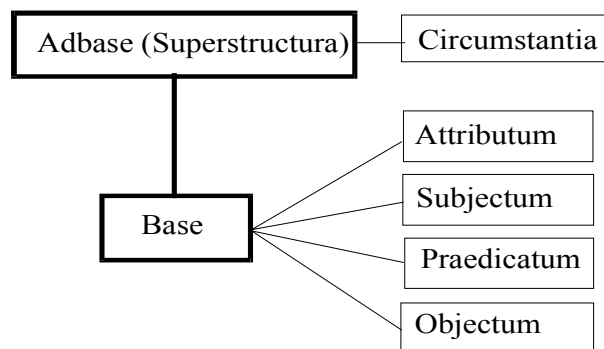 Adbase (Superstructura)
Circumstantia
Attributum
Subjectum
Base
Praedicatum
Objectum